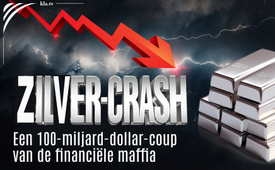 kla.tv
ZILVER-CRASH
Een 100-miljard-dollar-coup
van de financiële maffia